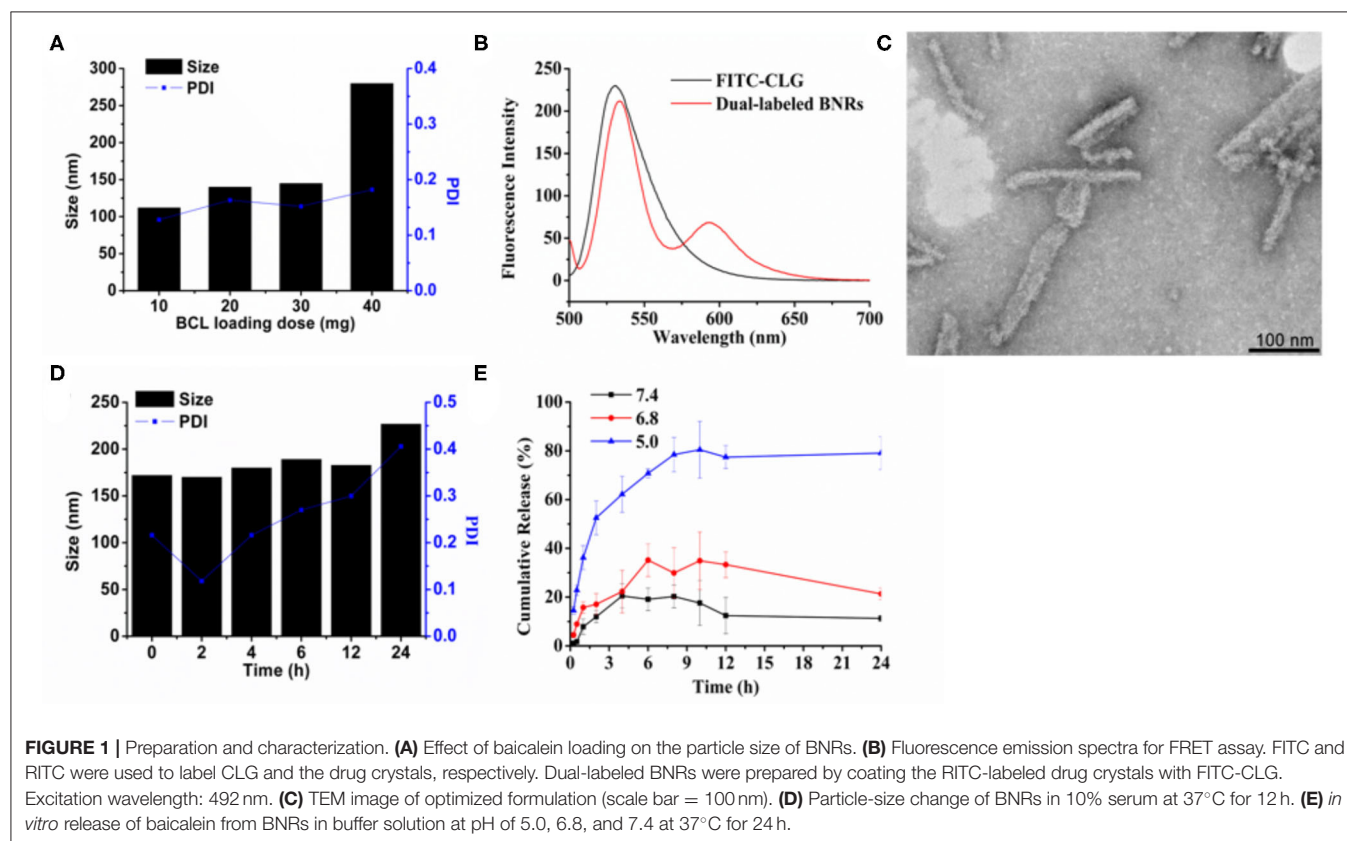 A
300
250
200
150
100
50
0
Size (nm)
Size
PDI
0.4
0.3
0.2
0.1
0.0
PDI
10 20 30 40
BCL loading dose (mg)
B
250
200
150
100
50
0
Fluorescence Intensity
FITC-CLG
Dual-labeled BNRs
500 550 600 650 700
Wavelength (nm)
C
100 nm
D
250
200
150
100
50
0
Size (nm)
Size
PDI
0.5
0.4
0.3
0.2
0.1
0.0
PDI
0 2 4 6 12 24
Time (h)
E
100
80
60
40
20
0
Cumulative Release (%)
7.4
6.8
5.0
0 3 6 9 12 15 18 21 24
Time (h)
FIGURE 1 | Preparation and characterization. (A) Effect of baicalein loading on the particle size of BNRs. (B) Fluorescence emission spectra for FRET assay. FITC and
RITC were used to label CLG and the drug crystals, respectively. Dual-labeled BNRs were prepared by coating the RITC-labeled drug crystals with FITC-CLG.
Excitation wavelength: 492 nm. (C) TEM image of optimized formulation (scale bar = 100 nm). (D) Particle-size change of BNRs in 10% serum at 37°C for 12 h. (E) in
vitro release of baicalein from BNRs in buffer solution at pH of 5.0, 6.8, and 7.4 at 37°C for 24 h.